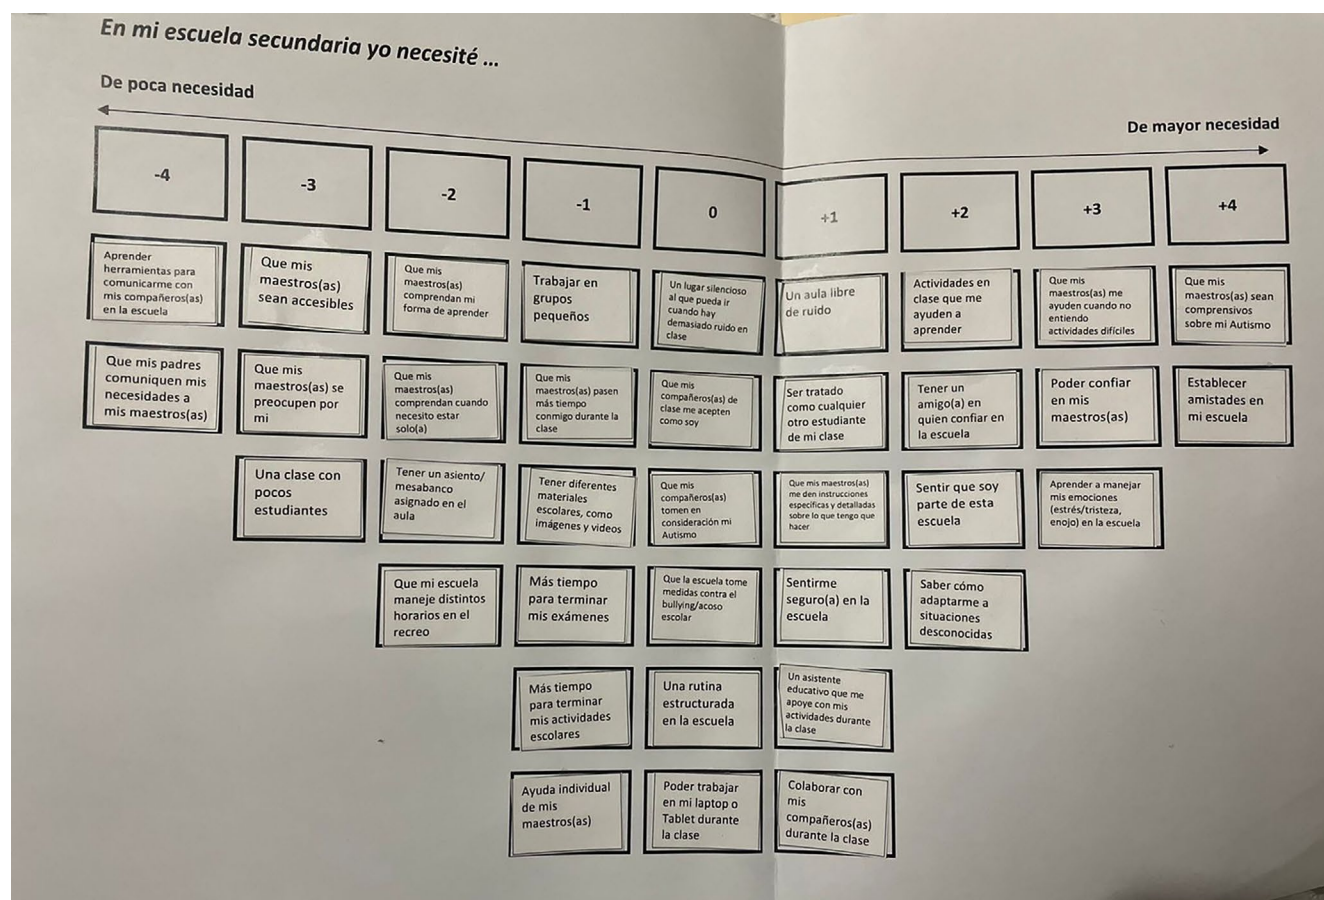 En mi escuela secundaria yo necesité ...
De poca necesidad
De mayor necesidad
-4
-3
-2
-1
0
+1
+2
+3
+4
Aprender
herramientas para
comunicarme con
mis compañeros(as)
en la escuela
Que mis
maestros(as)
sean accesibles
Que mis
maestros(as)
comprendan mi
forma de aprender
Trabajar en
grupos
pequeños
Un lugar silencioso
al que pueda ir
cuando hay
demasiado ruido en
clase
Un aula libre
de ruido
Actividades en
clase que me
ayuden a
aprender
Que mis
maestros(as) me
ayuden cuando no
entiendo
actividades difíciles
Que mis
maestros(as) sean
comprensivos
sobre mi Autismo
Que mis padres
comuniquen mis
necesidades a
mis maestros(as)
Que mis
maestros(as) se
preocupen por
mi
Que mis
maestros(as)
comprendan cuando
necesito estar
solo(a)
Que mis
maestros(as) pasen
más tiempo
conmigo durante la
clase
Que mis
compañeros(as) de
clase me acepten
como soy
Ser tratado
como cualquier
otro estudiante
de mi clase
Tener un
amigo(a) en
quien confiar en
la escuela
Poder confiar
en mis
maestros(as)
Establecer
amistades en
mi escuela
Una clase con
pocos
estudiantes
Tener un asiento/
mesabanco
asignado en el
aula
Tener diferentes
materiales
escolares, como
imágenes y videos
Que mis
compañeros(as)
tomen en
consideración mi
Autismo
Que mis maestros(as)
me den instrucciones
específicas y detalladas
sobre lo que tengo que
hacer
Sentir que soy
parte de esta
escuela
Aprender a manejar
mis emociones
(estrés/tristeza,
enojo) en la escuela
Que mi escuela
maneje distintos
horarios en el
recreo
Más tiempo
para terminar
mis exámenes
Que la escuela tome
medidas contra el
bullying/acoso
escolar
Sentirme
seguro(a) en la
escuela
Saber cómo
adaptarme a
situaciones
desconocidas
Más tiempo
para terminar
mis actividades
escolares
Una rutina
estructurada
en la escuela
Un asistente
educativo que me
apoye con mis
actividades durante
la clase
Ayuda individual
de mis
maestros(as)
Poder trabajar
en mi laptop o
Tablet durante
la clase
Colaborar con
mis
compañeros(as)
durante la clase